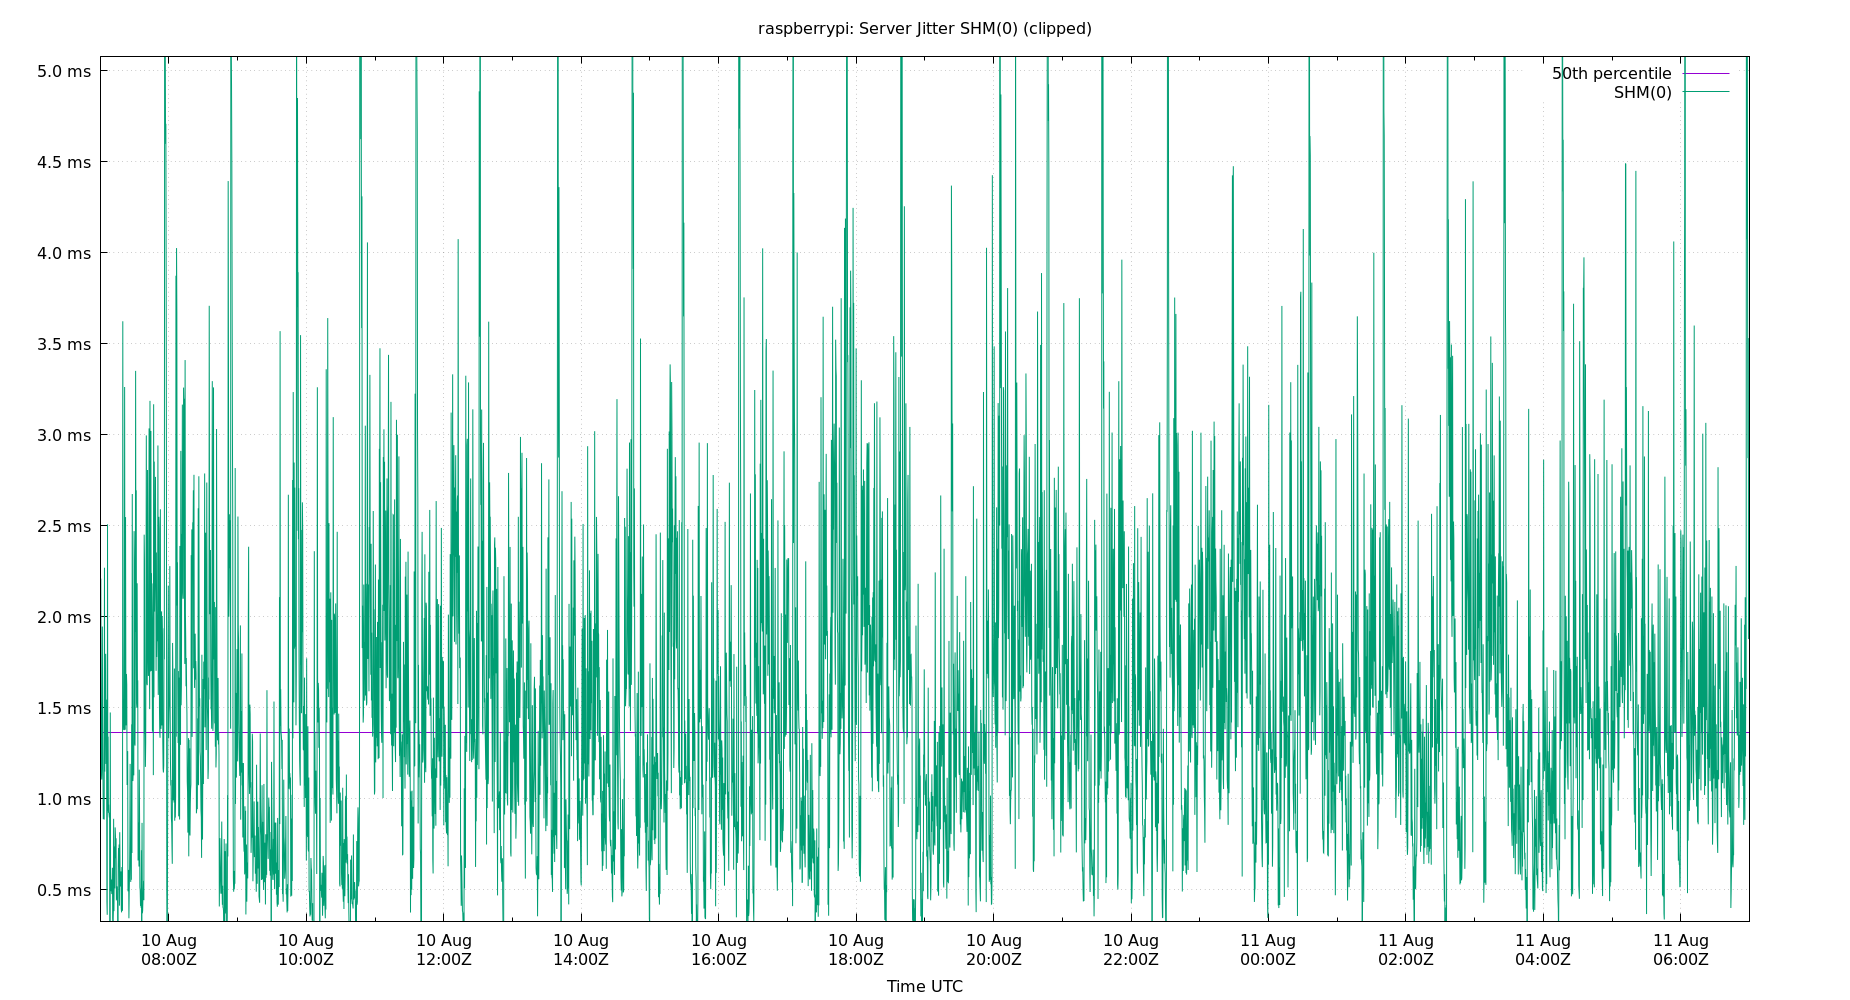 raspberrypi: Server Jitter SHM(0) (clipped)
5.0 ms
4.5 ms
4.0 ms
3.5 ms
3.0 ms
2.5 ms
2.0 ms
1.5 ms
1.0 ms
0.5 ms
50th percentile
SHM(0)
10 Aug 10 Aug 10 Aug 10 Aug 10 Aug 10 Aug 10 Aug 10 Aug 11 Aug 11 Aug 11 Aug 11 Aug
08:00Z 10:00Z 12:00Z 14:00Z 16:00Z 18:00Z 20:00Z 22:00Z 00:00Z 02:00Z 04:00Z 06:00Z
Time UTC